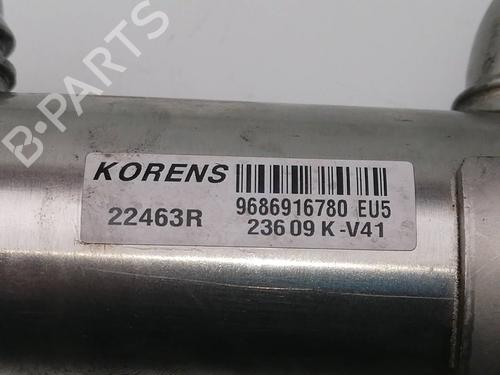 B-PARTS
KORENS
9686916780 EU5
22463R
236 09 K -V41